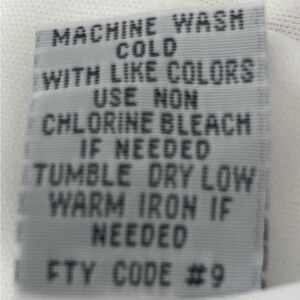 MACHINE WASH
COLD
WITH LIKE COLORS
USE NON
CHLORINE BLEACH
IF NEEDED
TUMBLE DRY LOW
WARM IRON IF
NEEDED
FTY CODE #9